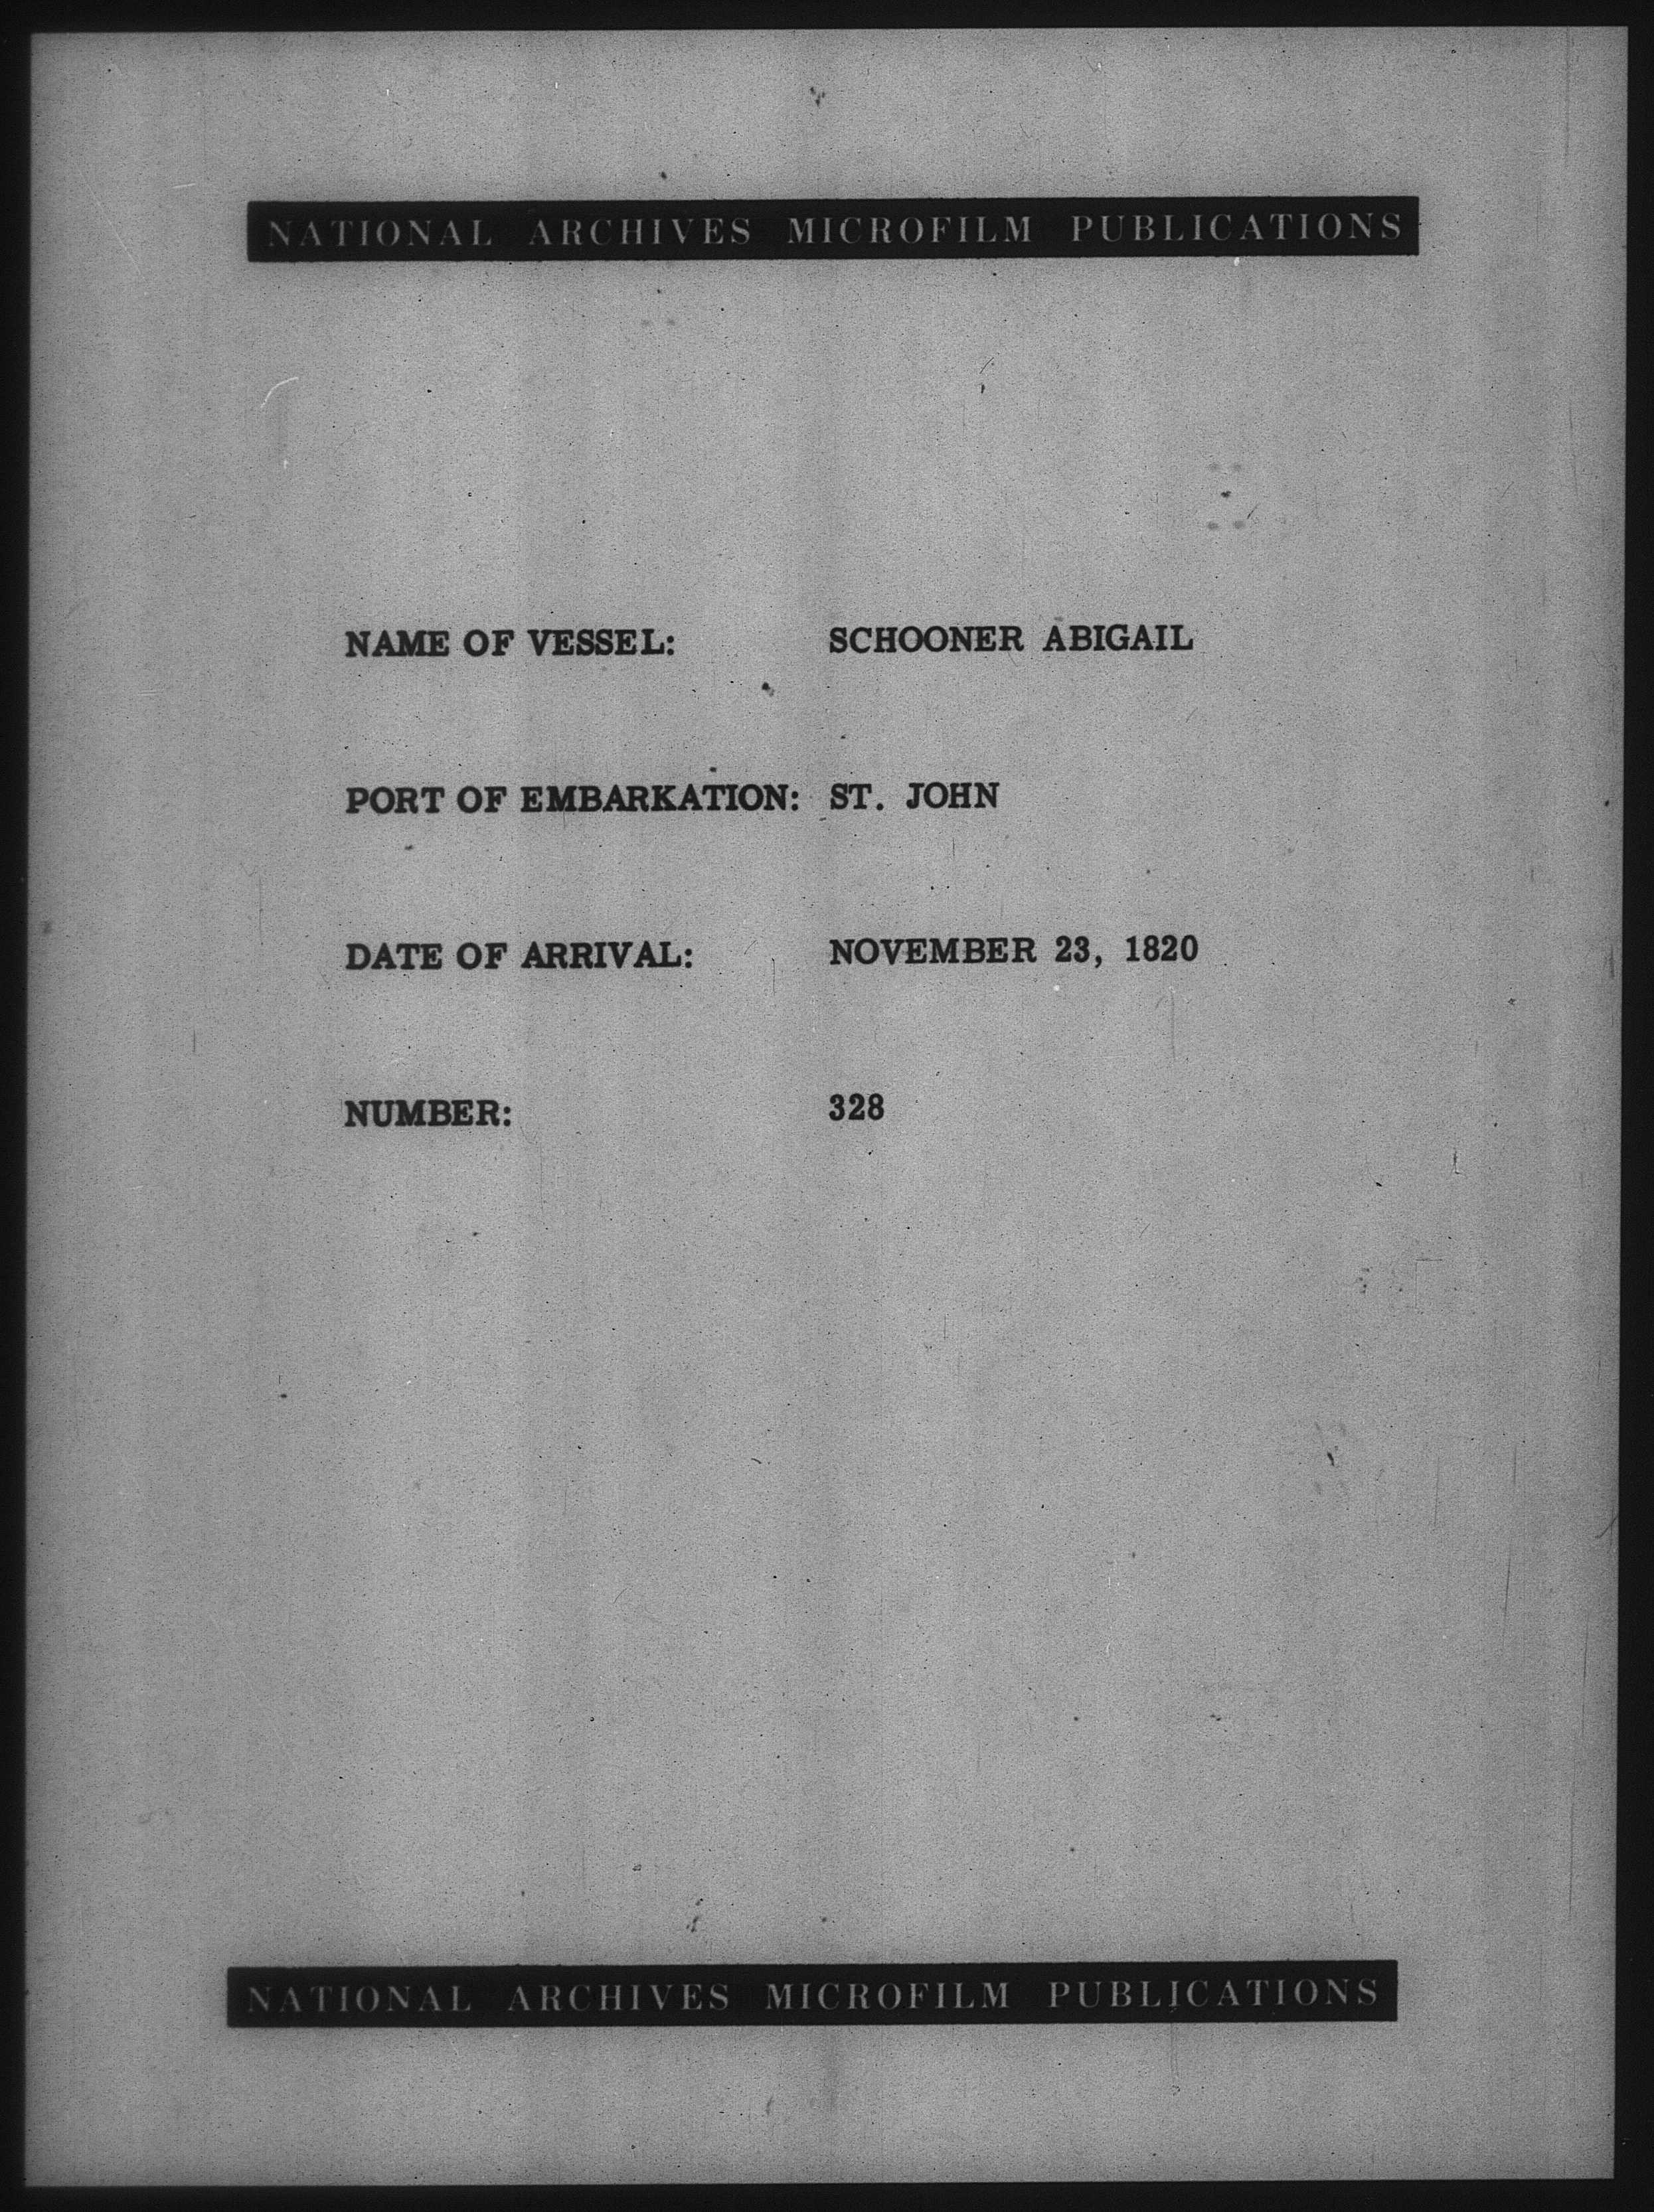 NATIONAL ARCHIVES MICROFILM PUBLICATIONS
NAME OF VESSEL: SCHOONER ABIGAIL
PORT OF EMBARKATION: ST. JOHN
DATE OF ARRIVAL: NOVEMBER 23, 1820
NUMBER: 328
NATIONAL ARCHIVES MICROFILM PUBLICATIONS